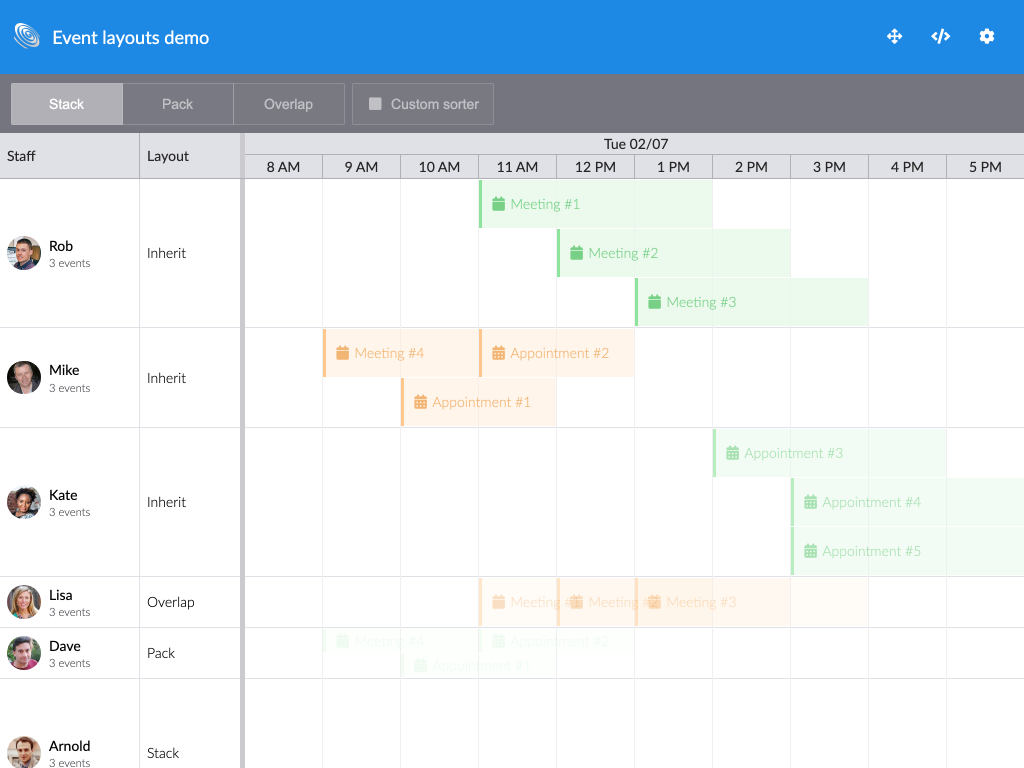 Event layouts demo
Stack Pack Overlap Custom sorter
Staff Layout Tue 02/07
8 AM 9 AM 10 AM 11 AM 12 PM 1 PM 2 PM 3 PM 4 PM 5 PM
Meeting #1
Rob
3 events
Inherit
Meeting #2
Meeting #3
Meeting #4 Appointment #2
Mike
3 events
Inherit
Appointment #1
Appointment #3
Kate
3 events
Inherit
Appointment #4
Appointment #5
Lisa
3 events
Overlap
Meeting #1 Meeting #2 Meeting #3
Dave
3 events
Pack
Meeting #4 Appointment #2
Appointment #1
Arnold
3 events
Stack